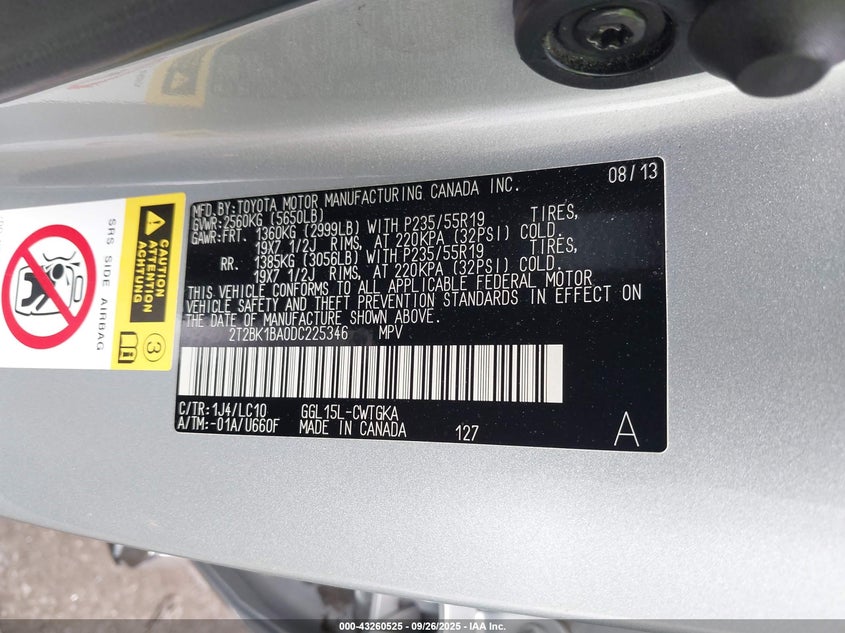 08/13
MFD.BY:TOYOTA MOTOR MANUFACTURING CANADA INC.
GVWR:2560KG (5650LB)
GAWR:FRT. 1360KG (2999LB) WITH P235/55R19 TIRES,
19X7 1/2J RIMS, AT 220KPA (32PSI) COLD.
RR. 1385KG (3056LB) WITH P235/55R19 TIRES,
19X7 1/2J RIMS, AT 220KPA (32PSI) COLD.
THIS VEHICLE CONFORMS TO ALL APPLICABLE FEDERAL MOTOR
VEHICLE SAFETY AND THEFT PREVENTION STANDARDS IN EFFECT ON
THE DATE OF MANUFACTURE SHOWN ABOVE.
2T2BK1BA0DC225346 MPV
C/TR:1J4/LC10 GGL15L-CWTGKA
A/TM:-01A/U660F MADE IN CANADA 127 A
SRS SIDE AIRBAG
CAUTION
ATTENTION
ACHTUNG
3
000-43260525 - 09/26/2025 - IAA Inc.